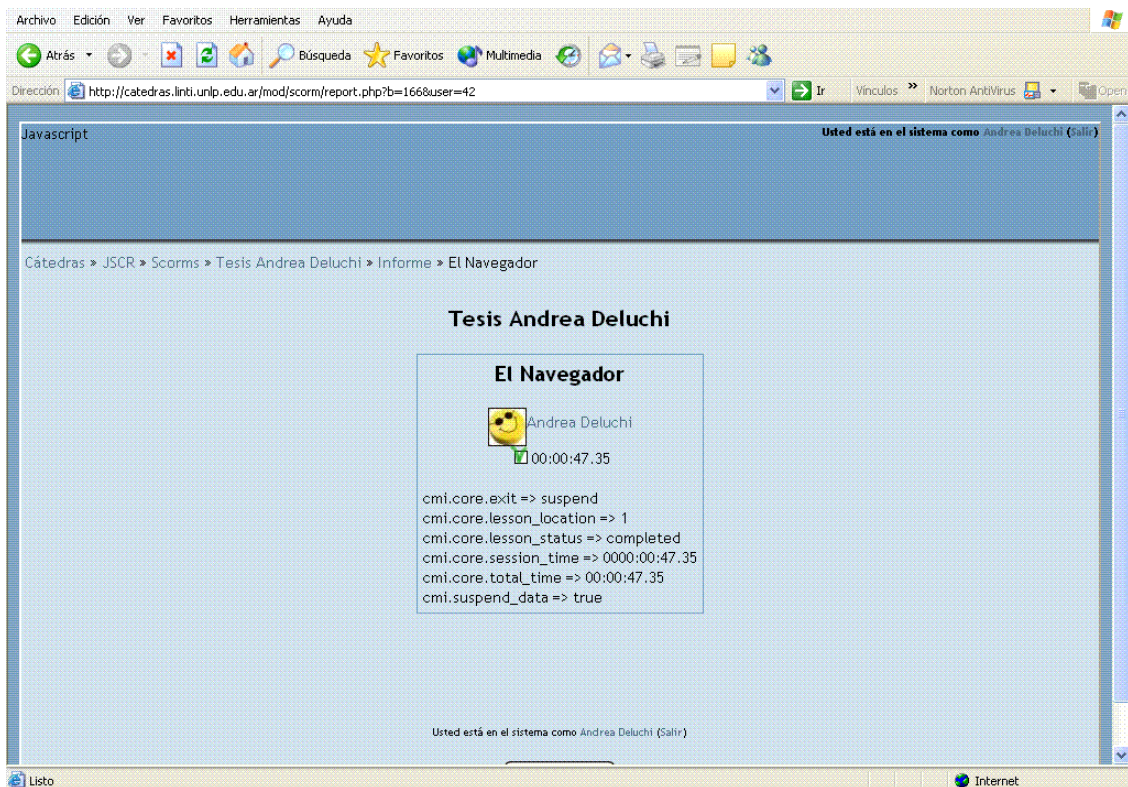 Archivo Edición Ver Favoritos Herramientas Ayuda
Atrás Búsqueda Favoritos Multimedia
Dirección http://catedras.linti.unlp.edu.ar/mod/scorm/report.php?b=166&user=42 Ir Vínculos » Norton AntiVirus Open
Javascript Usted está en el sistema como Andrea Deluchi (Salir)
Cátedras » JSCR » Scorms » Tesis Andrea Deluchi » Informe » El Navegador
Tesis Andrea Deluchi
El Navegador
Andrea Deluchi
00:00:47.35
cmi.core.exit => suspend
cmi.core.lesson_location => 1
cmi.core.lesson_status => completed
cmi.core.session_time => 0000:00:47.35
cmi.core.total_time => 00:00:47.35
cmi.suspend_data => true
Usted está en el sistema como Andrea Deluchi (Salir)
Listo Internet